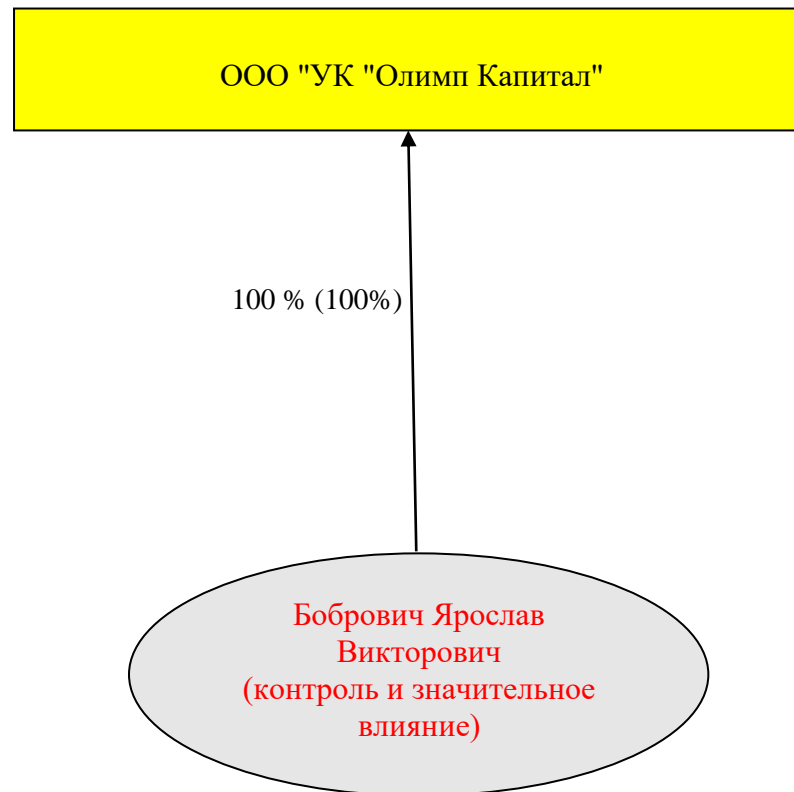 ООО "УК "Олимп Капитал"
100 % (100%)
Бобрович Ярослав
Викторович
(контроль и значительное
влияние)